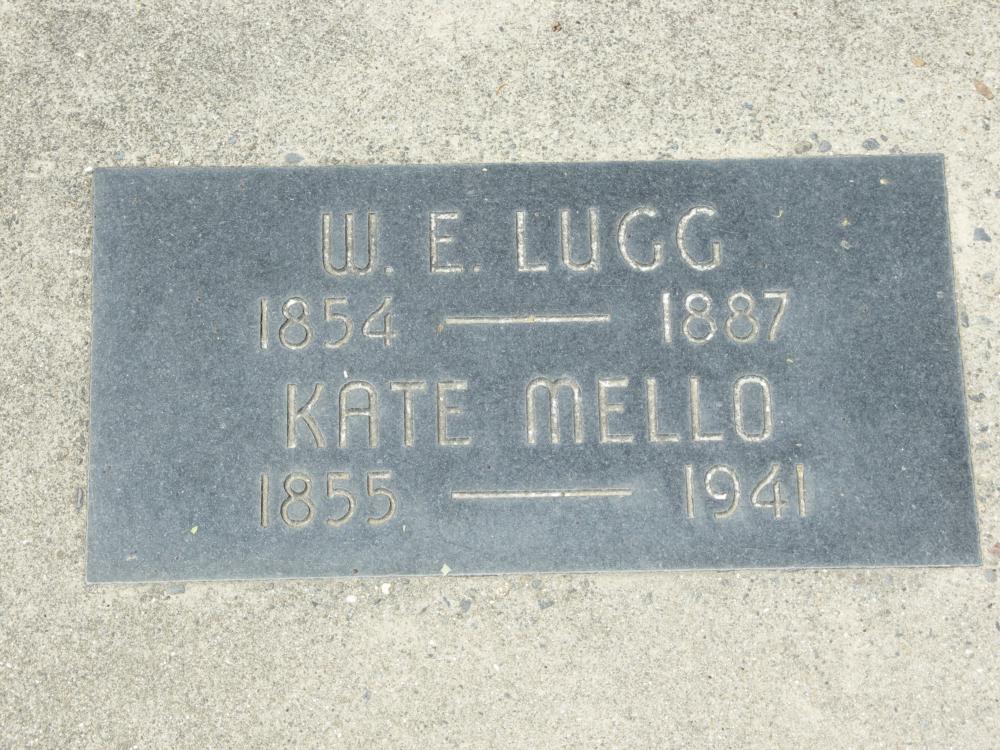 W. E. LUGG
1854 — 1887
KATE MELLO
1855 — 1941